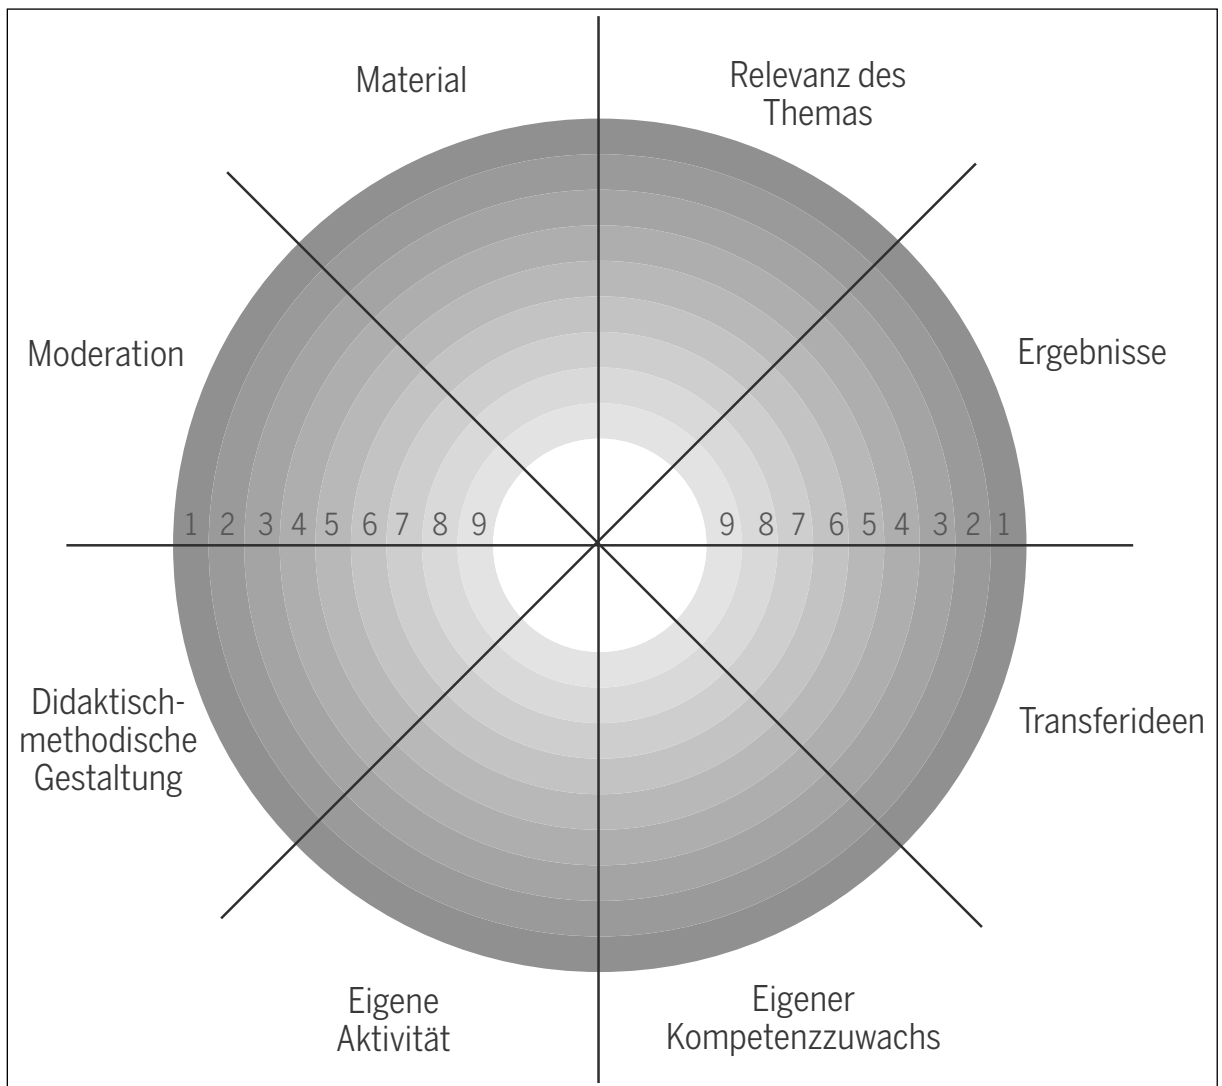 Material
Relevanz des
Themas
Moderation
Ergebnisse
1 2 3 4 5 6 7 8 9
9 8 7 6 5 4 3 2 1
Didaktisch-
methodische
Gestaltung
Transferideen
Eigene
Aktivität
Eigener
Kompetenzzuwachs